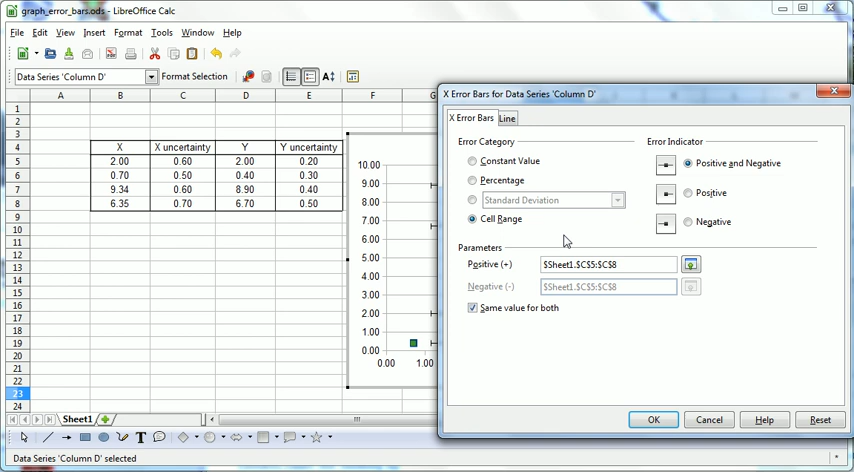 graph_error_bars.ods - LibreOffice Calc
File Edit View Insert Format Tools Window Help
Data Series 'Column D' Format Selection
A B C D E F G
1
2
3
4 X X uncertainty Y Y uncertainty
5 2.00 0.60 2.00 0.20
6 0.70 0.50 0.40 0.30
7 9.34 0.60 8.90 0.40
8 6.35 0.70 6.70 0.50
9
10
11
12
13
14
15
16
17
18
19
20
21
22
23
24
10.00
9.00
8.00
7.00
6.00
5.00
4.00
3.00
2.00
1.00
0.00
0.00 1.00
Sheet1
Data Series 'Column D' selected
X Error Bars for Data Series 'Column D'
X Error Bars Line
Error Category
Constant Value
Percentage
Standard Deviation
Cell Range
Error Indicator
Positive and Negative
Positive
Negative
Parameters
Positive (+) $Sheet1.$C$5:$C$8
Negative (-) $Sheet1.$C$5:$C$8
Same value for both
OK Cancel Help Reset